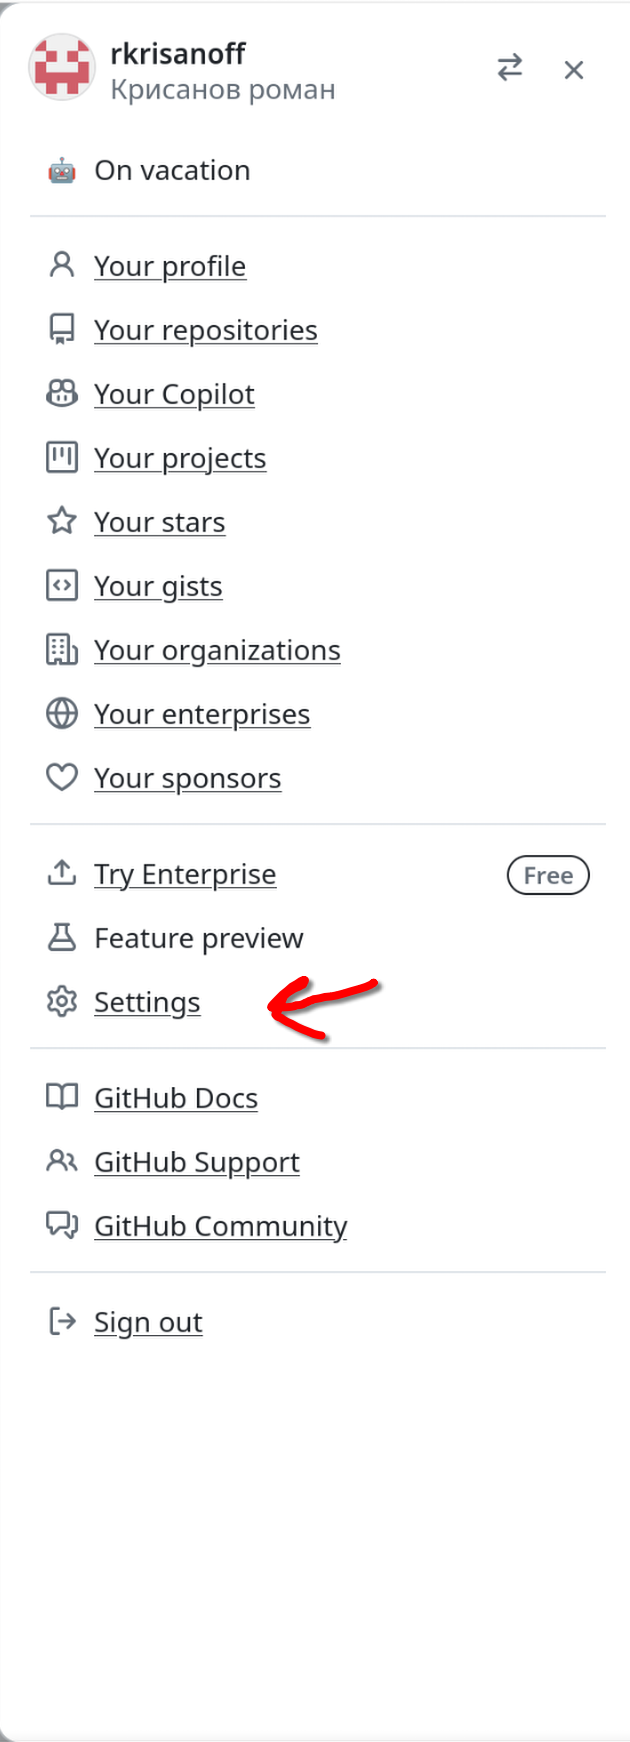 rkrisanoff
Крисанов роман
On vacation
Your profile
Your repositories
Your Copilot
Your projects
Your stars
Your gists
Your organizations
Your enterprises
Your sponsors
Try Enterprise Free
Feature preview
Settings
GitHub Docs
GitHub Support
GitHub Community
Sign out